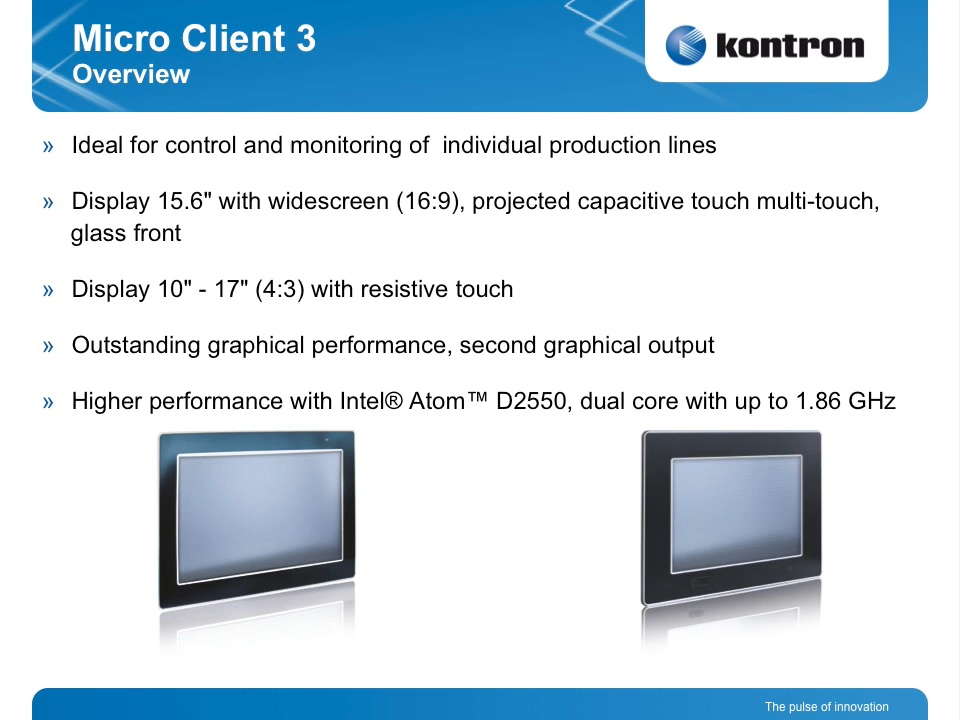 Micro Client 3
Overview
kontron
» Ideal for control and monitoring of  individual production lines
» Display 15.6" with widescreen (16:9), projected capacitive touch multi-touch,
glass front
» Display 10" - 17" (4:3) with resistive touch
» Outstanding graphical performance, second graphical output
» Higher performance with Intel® Atom™ D2550, dual core with up to 1.86 GHz
The pulse of innovation